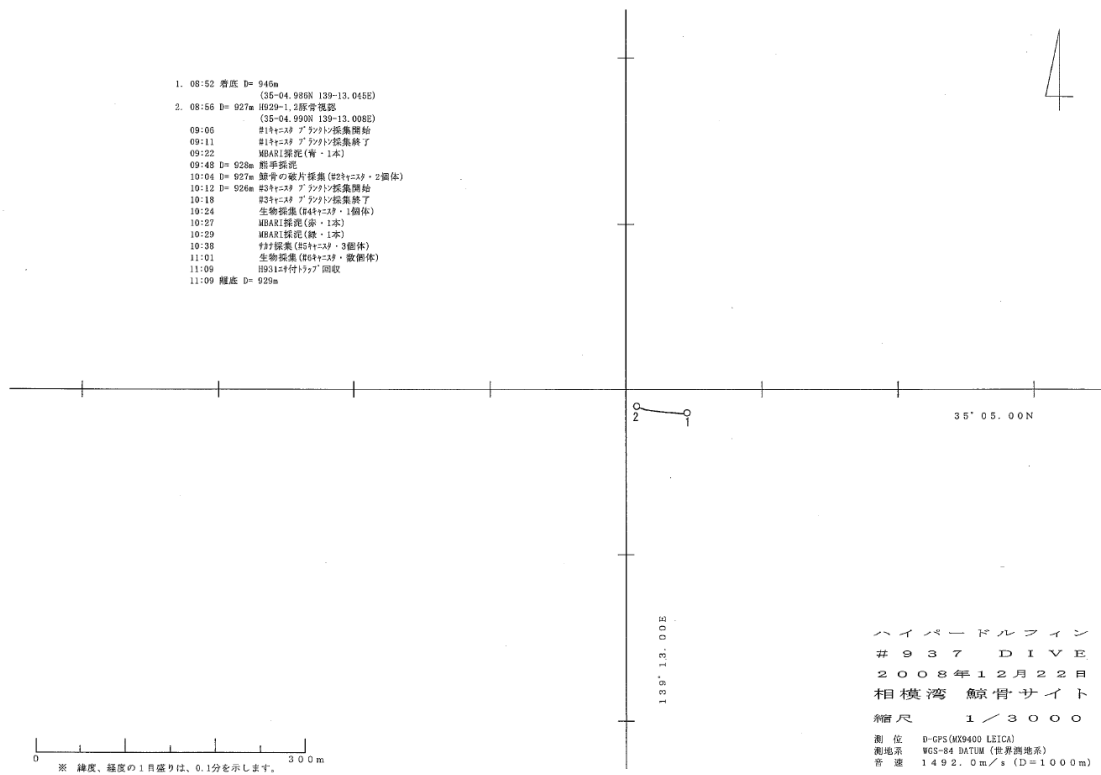 1. 08:52 着底 D= 946m
(35-04.986N 139-13.045E)
2. 08:56 D= 927m H929-1,2豚骨視認
(35-04.990N 139-13.008E)
09:06 #1キャニスタ プランクトン採集開始
09:11 #1キャニスタ プランクトン採集終了
09:22 MBARI採泥(青・1本)
09:48 D= 928m 熊手採泥
10:04 D= 927m 鯨骨の破片採集(#2キャニスタ・2個体)
10:12 D= 926m #3キャニスタ プランクトン採集開始
10:18 #3キャニスタ プランクトン採集終了
10:24 生物採集(#4キャニスタ・1個体)
10:27 MBARI採泥(赤・1本)
10:29 MBARI採泥(緑・1本)
10:38 サカナ採集(#5キャニスタ・3個体)
11:01 生物採集(#6キャニスタ・数個体)
11:09 H931エサ付トラップ回収
11:09 離底 D= 929m
4
2
1
35°05.00N
139°13.00E
ハイパードルフィン
#937 DIVE
2008年12月22日
相模湾 鯨骨サイト
縮尺 1/3000
測位 D-GPS(MX9400 LEICA)
測地系 WGS-84 DATUM (世界測地系)
音速 1492.0m/s (D=1000m)
0 300m
※ 緯度、経度の1目盛りは、0.1分を示します。